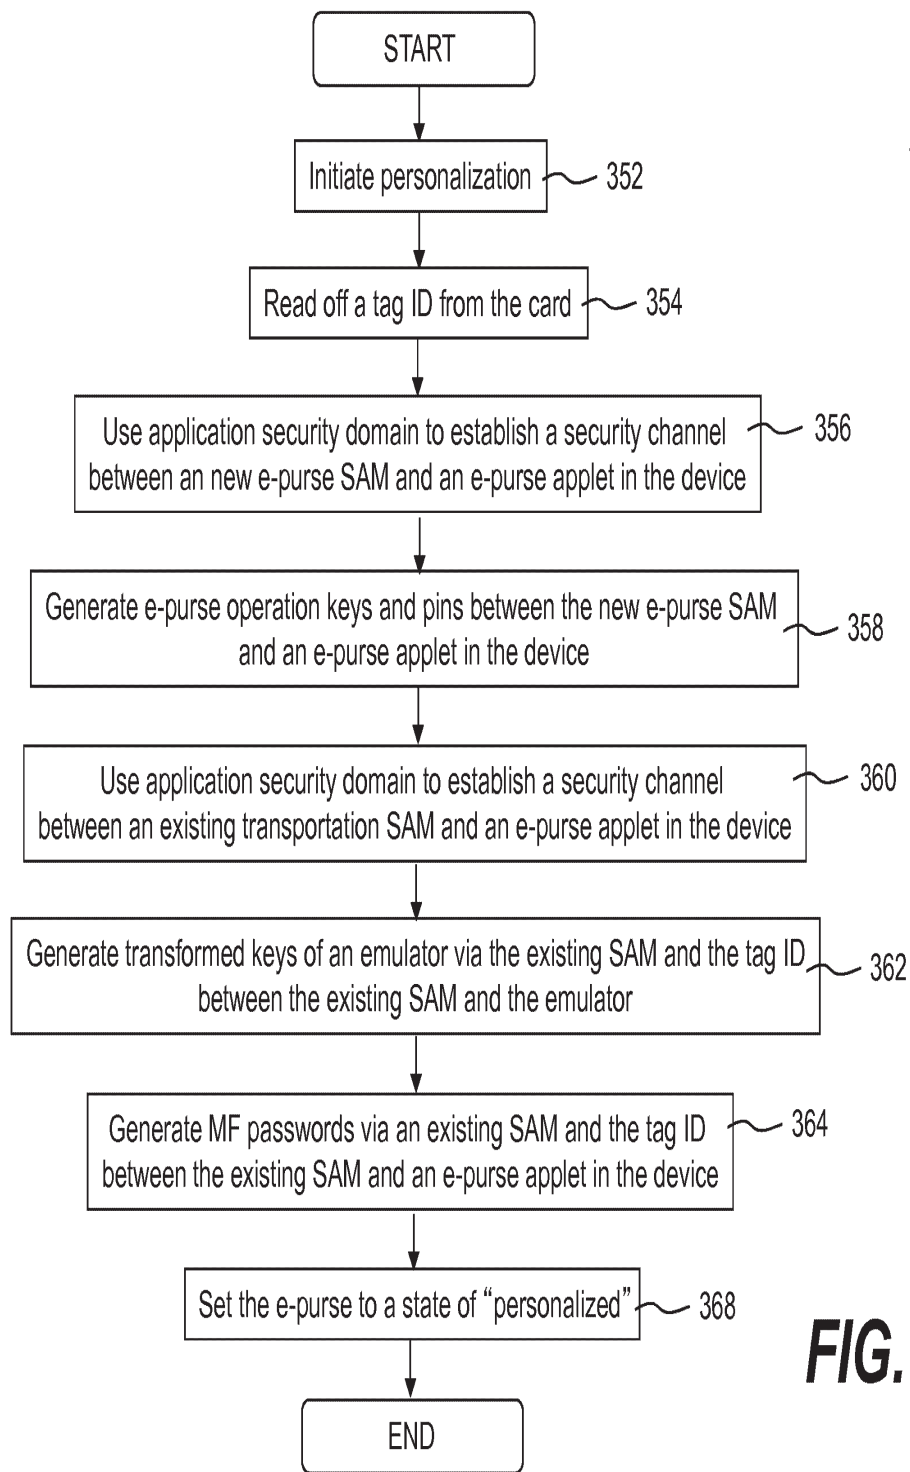 START
Initiate personalization
352
Read off a tag ID from the card
354
Use application security domain to establish a security channel
between an new e-purse SAM and an e-purse applet in the device
356
Generate e-purse operation keys and pins between the new e-purse SAM
and an e-purse applet in the device
358
Use application security domain to establish a security channel
between an existing transportation SAM and an e-purse applet in the device
360
Generate transformed keys of an emulator via the existing SAM and the tag ID
between the existing SAM and the emulator
362
Generate MF passwords via an existing SAM and the tag ID
between the existing SAM and an e-purse applet in the device
364
Set the e-purse to a state of “personalized”
368
END
FIG.